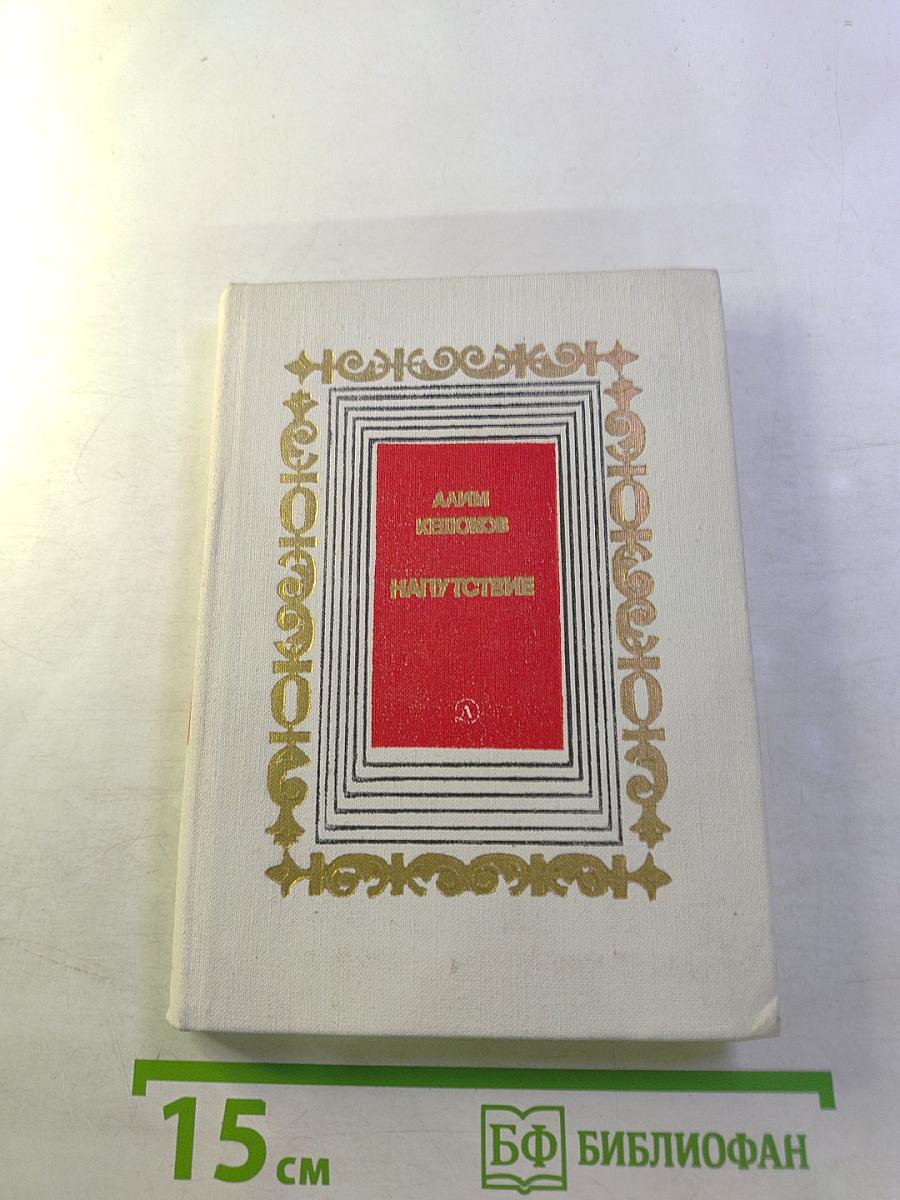 АЛИМ
КЕШОКОВ
НАПУТСТВИЕ
15 см
БФ БИБЛИОФАН